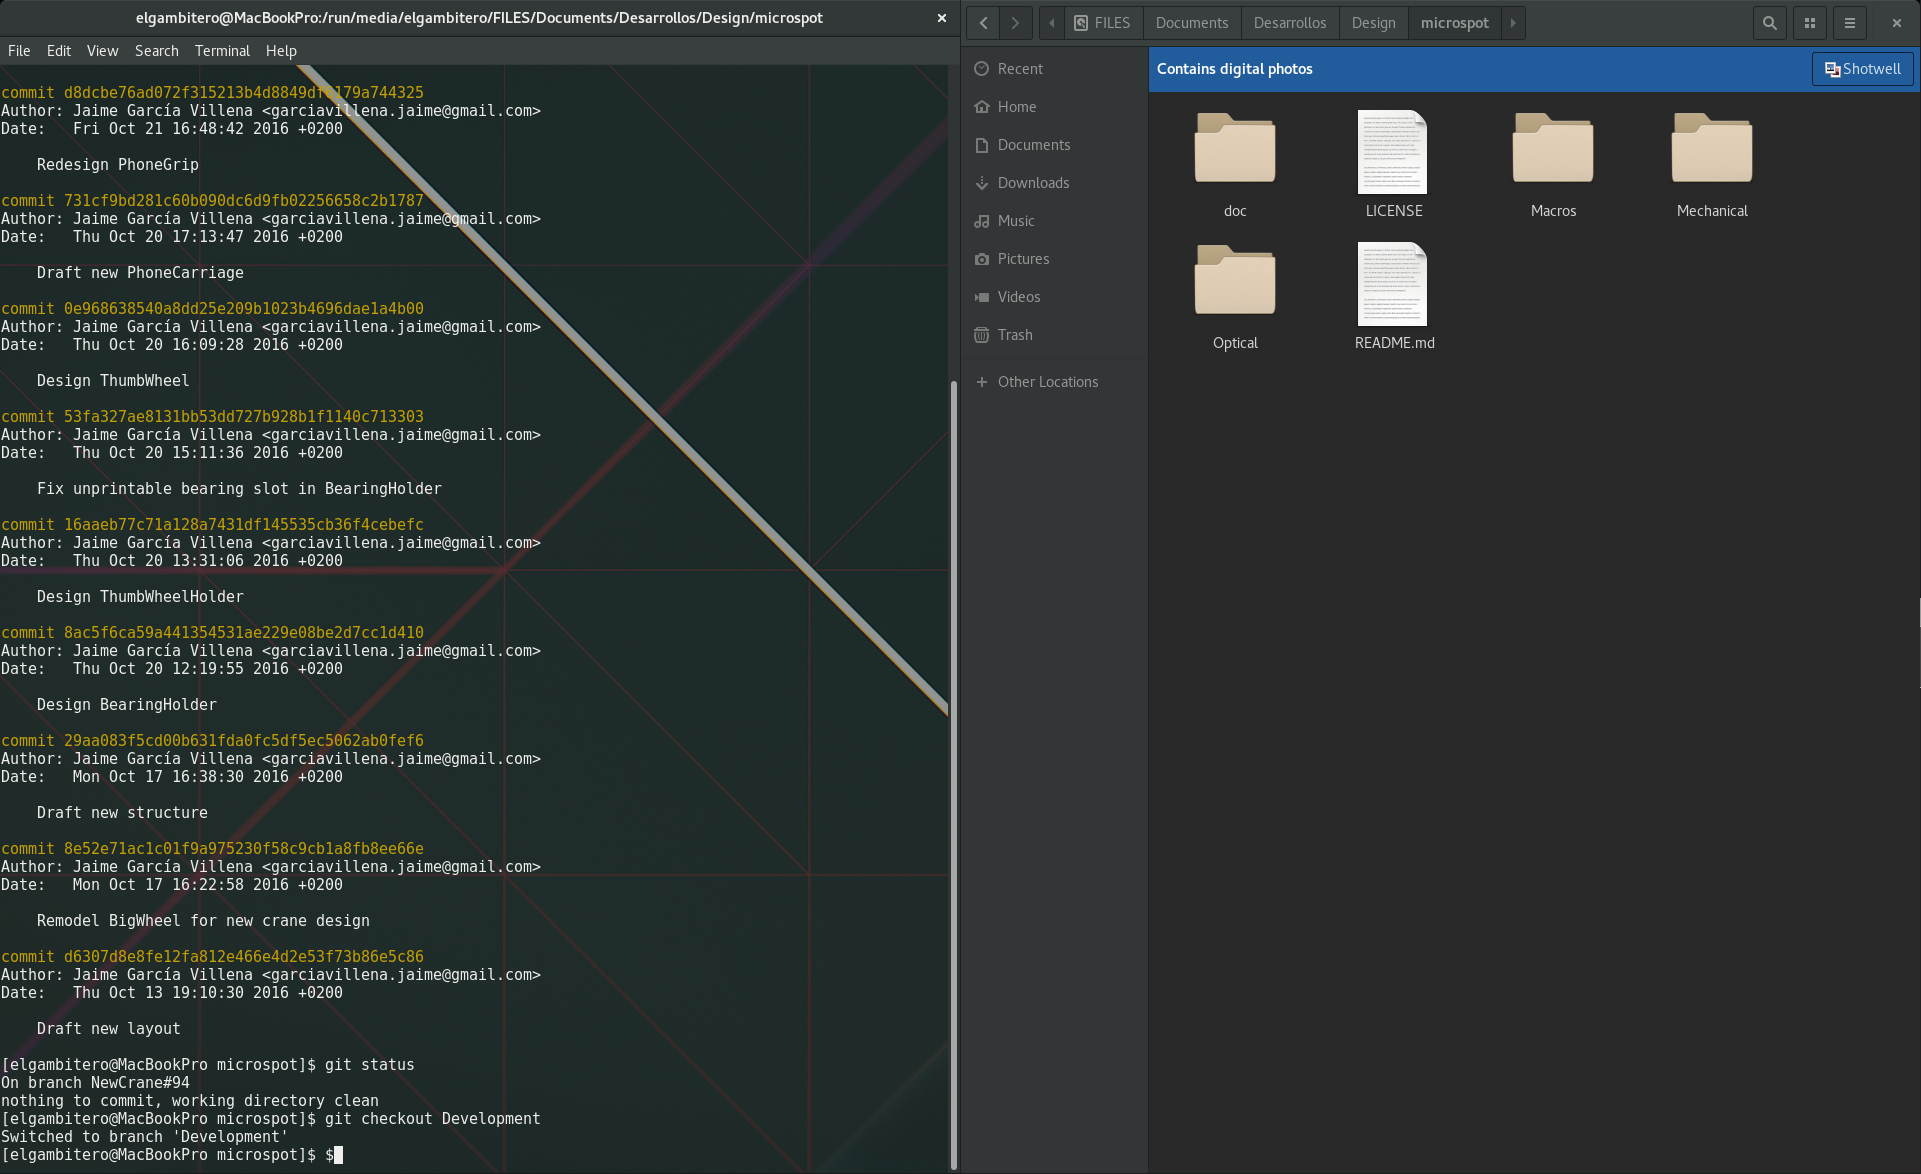 elgambitero@MacBookPro:/run/media/elgambitero/FILES/Documents/Desarrollos/Design/microspot
File Edit View Search Terminal Help
commit d8dcbe76ad072f315213b4d8849df6179a744325
Author: Jaime García Villena <garciavillena.jaime@gmail.com>
Date:   Fri Oct 21 16:48:42 2016 +0200
Redesign PhoneGrip
commit 731cf9bd281c60b090dc6d9fb02256658c2b1787
Author: Jaime García Villena <garciavillena.jaime@gmail.com>
Date:   Thu Oct 20 17:13:47 2016 +0200
Draft new PhoneCarriage
commit 0e968638540a8dd25e209b1023b4696dae1a4b00
Author: Jaime García Villena <garciavillena.jaime@gmail.com>
Date:   Thu Oct 20 16:09:28 2016 +0200
Design ThumbWheel
commit 53fa327ae8131bb53dd727b928b1f1140c713303
Author: Jaime García Villena <garciavillena.jaime@gmail.com>
Date:   Thu Oct 20 15:11:36 2016 +0200
Fix unprintable bearing slot in BearingHolder
commit 16aaeb77c71a128a7431df145535cb36f4cebefc
Author: Jaime García Villena <garciavillena.jaime@gmail.com>
Date:   Thu Oct 20 13:31:06 2016 +0200
Design ThumbWheelHolder
commit 8ac5f6ca59a441354531ae229e08be2d7cc1d410
Author: Jaime García Villena <garciavillena.jaime@gmail.com>
Date:   Thu Oct 20 12:19:55 2016 +0200
Design BearingHolder
commit 29aa083f5cd00b631fda0fc5df5ec5062ab0fef6
Author: Jaime García Villena <garciavillena.jaime@gmail.com>
Date:   Mon Oct 17 16:38:30 2016 +0200
Draft new structure
commit 8e52e71ac1c01f9a975230f58c9cb1a8fb8ee66e
Author: Jaime García Villena <garciavillena.jaime@gmail.com>
Date:   Mon Oct 17 16:22:58 2016 +0200
Remodel BigWheel for new crane design
commit d6307d8e8fe12fa812e466e4d2e53f73b86e5c86
Author: Jaime García Villena <garciavillena.jaime@gmail.com>
Date:   Thu Oct 13 19:10:30 2016 +0200
Draft new layout
[elgambitero@MacBookPro microspot]$ git status
On branch NewCrane#94
nothing to commit, working directory clean
[elgambitero@MacBookPro microspot]$ git checkout Development
Switched to branch 'Development'
[elgambitero@MacBookPro microspot]$ $
FILES Documents Desarrollos Design microspot
Recent
Home
Documents
Downloads
Music
Pictures
Videos
Trash
Other Locations
Contains digital photos Shotwell
doc LICENSE Macros Mechanical
Optical README.md